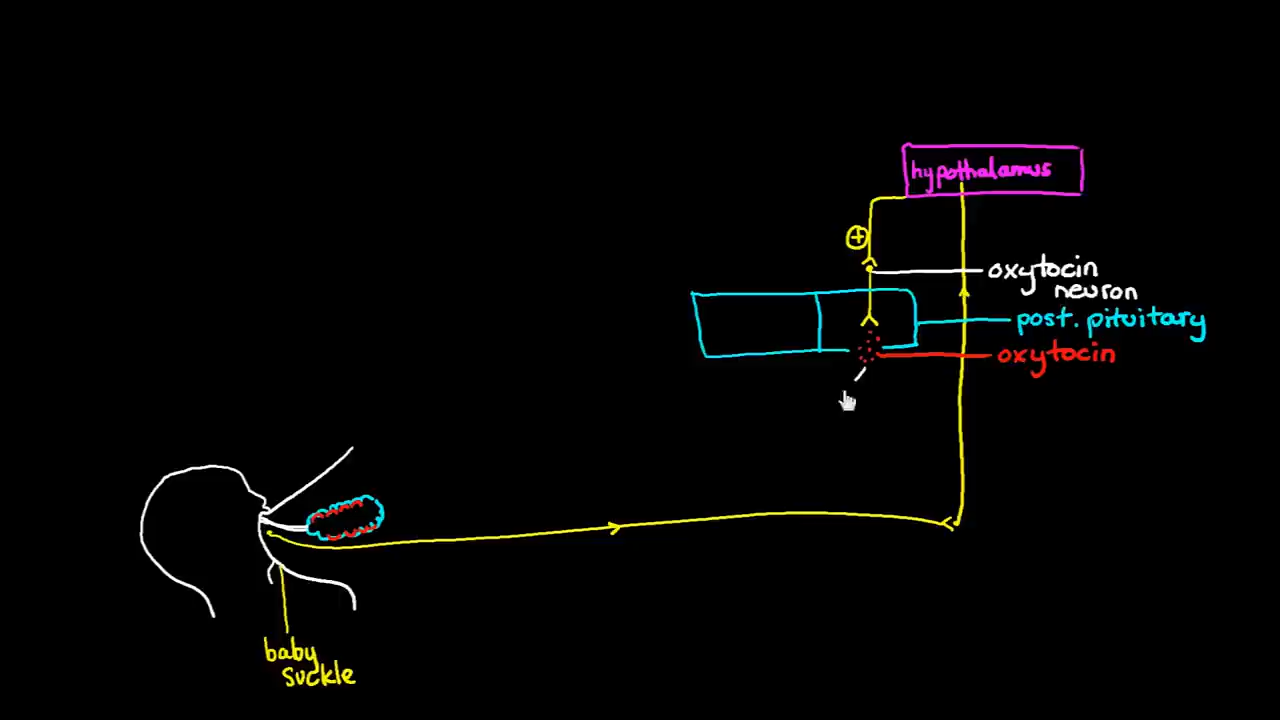 hypothalamus
+
oxytocin
neuron
post. pituitary
oxytocin
baby
suckle